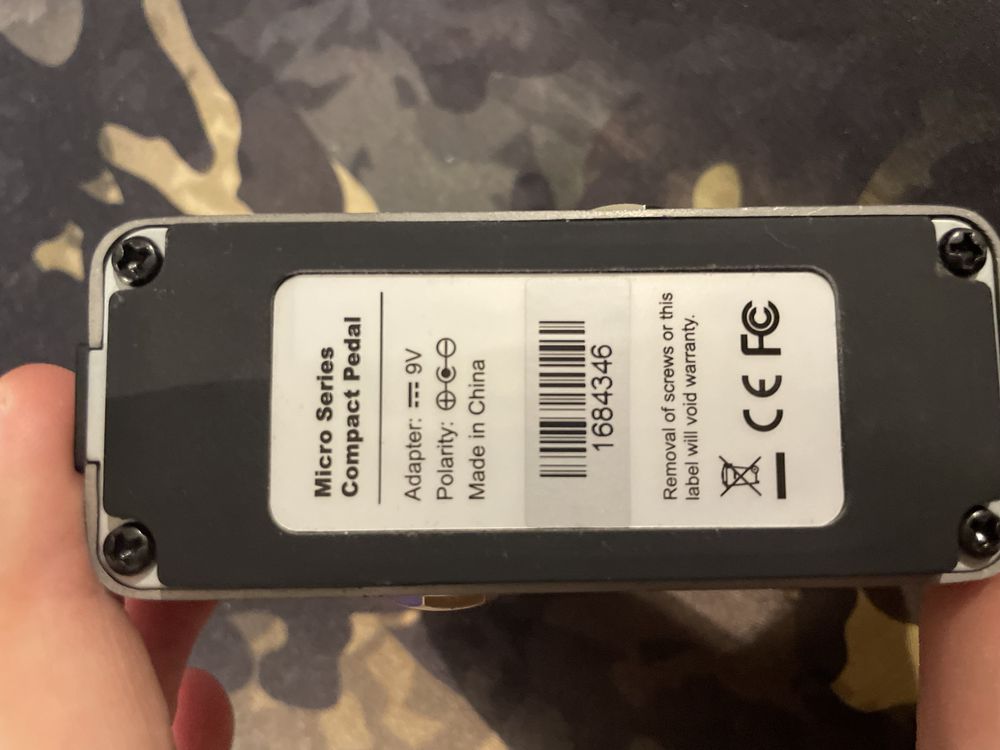 Micro Series
Compact Pedal
Adapter: ⎓ 9V
Polarity: ⊕-C•-⊖
Made in China
1684346
Removal of screws or this
label will void warranty.
CE FC